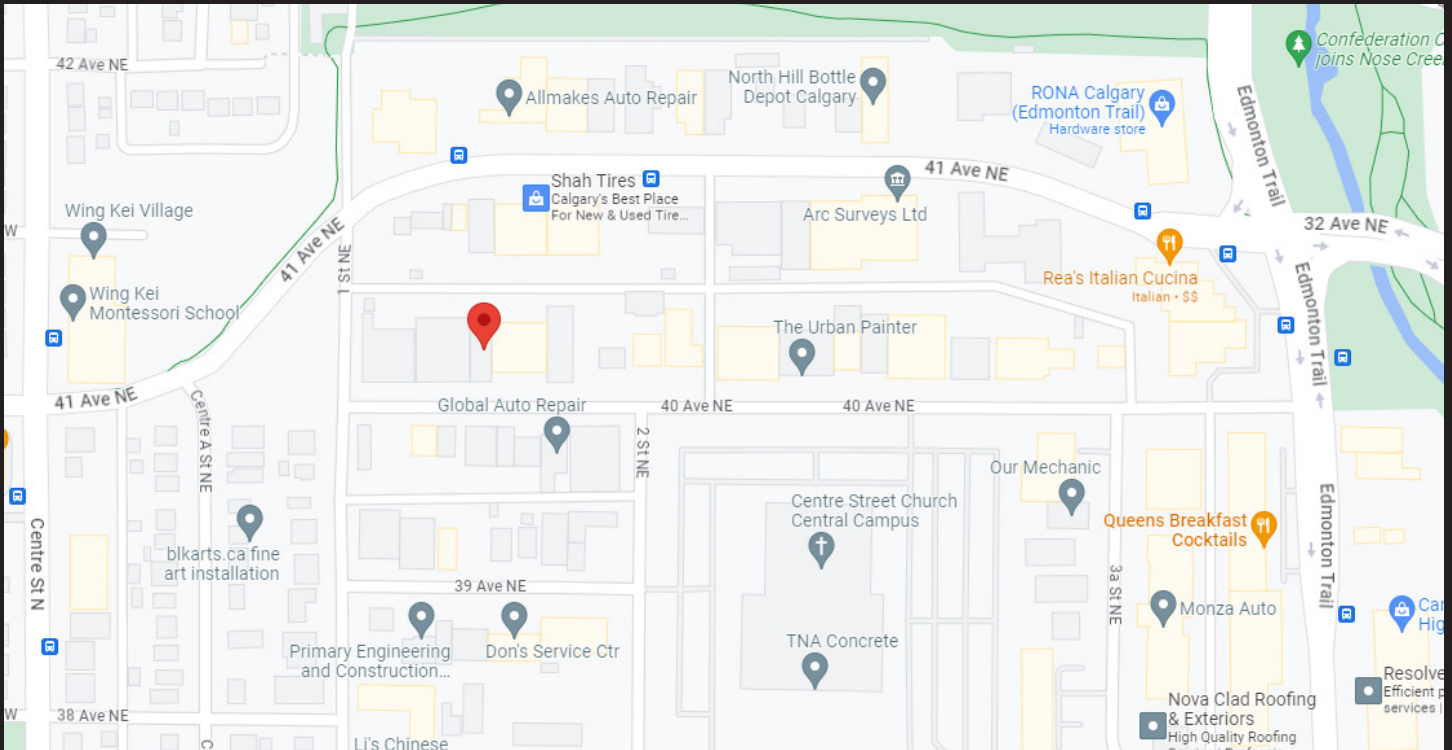 42 Ave NE
Allmakes Auto Repair
North Hill Bottle
Depot Calgary
RONA Calgary
(Edmonton Trail)
Hardware store
Edmonton Trail
Confederation C
joins Nose Cree
Shah Tires
Calgary's Best Place
For New & Used Tire...
41 Ave NE
Arc Surveys Ltd
Wing Kei Village
W
41 Ave NE
1 St NE
32 Ave NE
Rea's Italian Cucina
Italian • $$
Wing Kei
Montessori School
The Urban Painter
Edmonton Trail
41 Ave NE
Centre A St NE
Global Auto Repair
40 Ave NE
40 Ave NE
2 St NE
Our Mechanic
Centre Street Church
Central Campus
Queens Breakfast
Cocktails
Edmonton Trail
Centre St N
blkarts.ca fine
art installation
39 Ave NE
3a St NE
Monza Auto
Car
Hig
Primary Engineering
and Construction...
Don's Service Ctr
TNA Concrete
Resolve
Efficient p
services |
Nova Clad Roofing
& Exteriors
High Quality Roofing
W
38 Ave NE
C
Li's Chinese